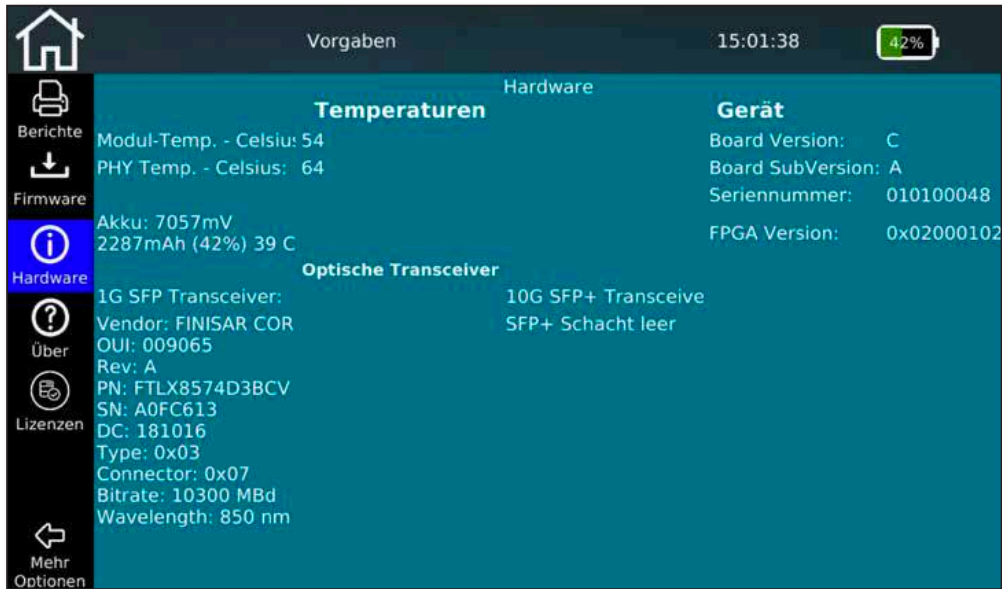 Vorgaben 15:01:38 42%
Hardware
Temperaturen
Modul-Temp. - Celsius 54
PHY Temp. - Celsius: 64
Akku: 7057mV
2287mAh (42%) 39 C
Gerät
Board Version: C
Board SubVersion: A
Seriennummer: 010100048
FPGA Version: 0x02000102
Optische Transceiver
1G SFP Transceiver:
Vendor: FINISAR COR
OUI: 009065
Rev: A
PN: FTLX8574D3BCV
SN: A0FC613
DC: 181016
Type: 0x03
Connector: 0x07
Bitrate: 10300 MBd
Wavelength: 850 nm
10G SFP+ Transceive
SFP+ Schacht leer
Berichte
Firmware
Hardware
Über
Lizenzen
Mehr
Optionen